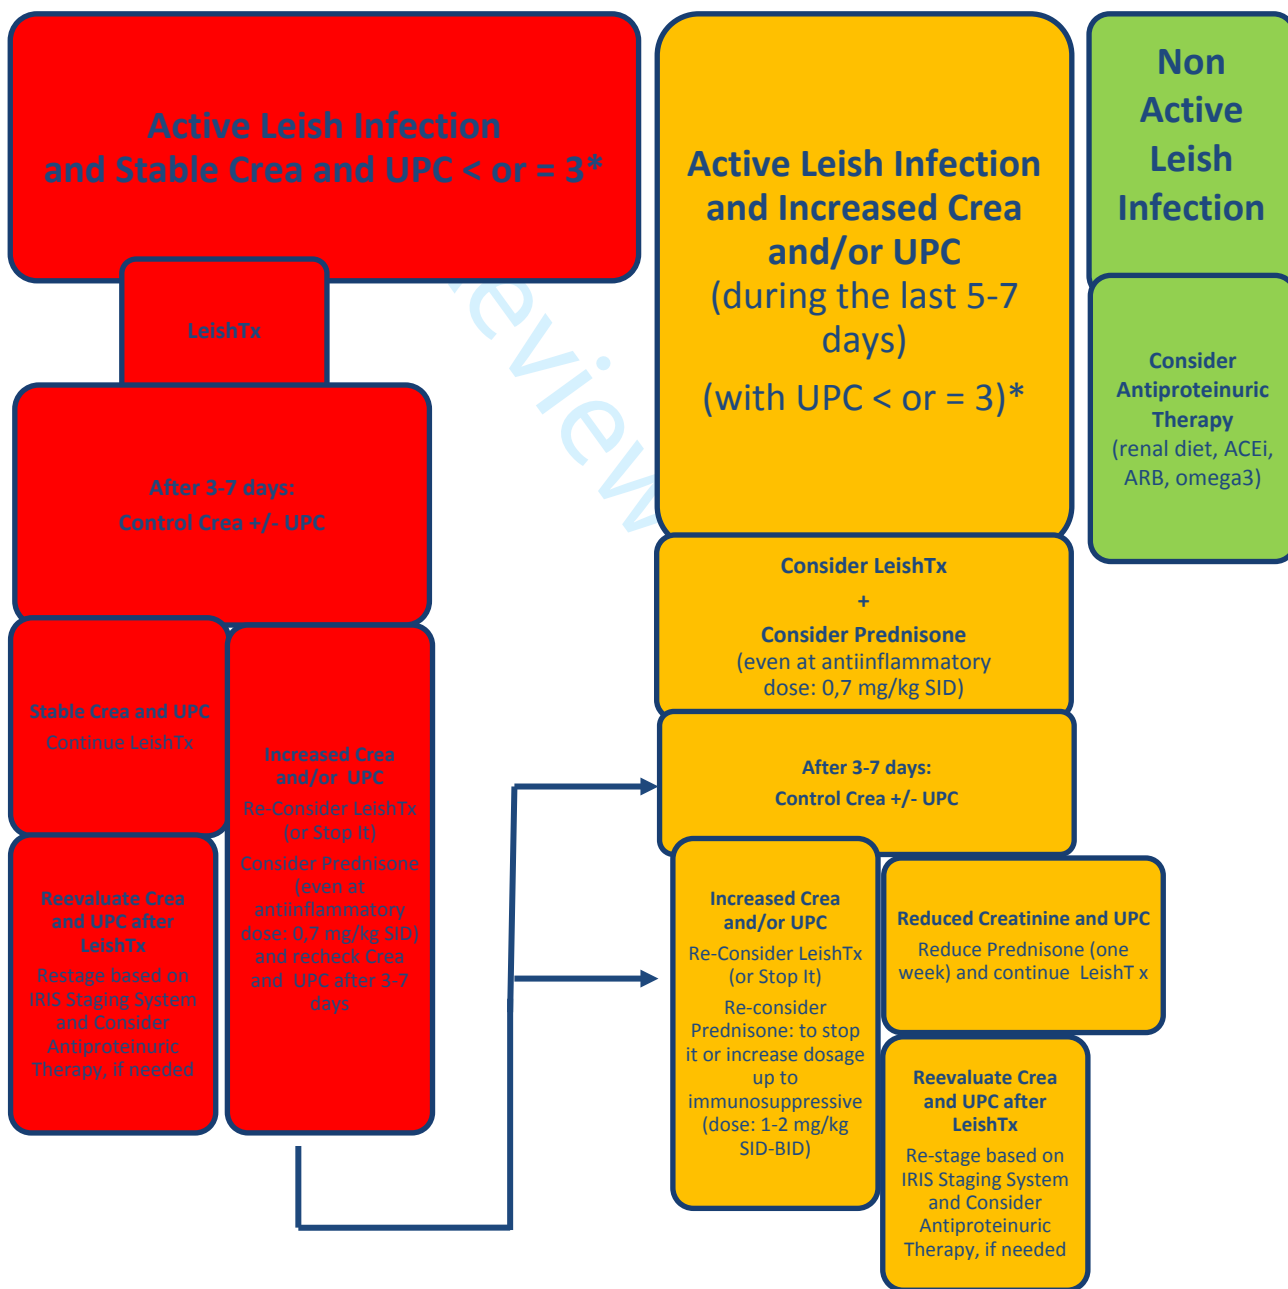 Active Leish Infection
and Stable Crea and UPC < or = 3*
LeishTx
After 3-7 days:
Control Crea +/- UPC
Stable Crea and UPC
Continue LeishTx
Reevaluate Crea
and UPC after
LeishTx
Restage based on
IRIS Staging System
and Consider
Antiproteinuric
Therapy, if needed
Increased Crea
and/or UPC
Re-Consider LeishTx
(or Stop It)
Consider Prednisone
(even at
antiinflammatory
dose: 0,7 mg/kg SID)
and recheck Crea
and UPC after 3-7
days
Active Leish Infection
and Increased Crea
and/or UPC
(during the last 5-7
days)
(with UPC < or = 3)*
Consider LeishTx
+
Consider Prednisone
(even at antiinflammatory
dose: 0,7 mg/kg SID)
After 3-7 days:
Control Crea +/- UPC
Increased Crea
and/or UPC
Re-Consider LeishTx
(or Stop It)
Re-consider
Prednisone: to stop
it or increase dosage
up to
immunosuppressive
(dose: 1-2 mg/kg
SID-BID)
Reduced Creatinine and UPC
Reduce Prednisone (one
week) and continue LeishT x
Reevaluate Crea
and UPC after
LeishTx
Re-stage based on
IRIS Staging System
and Consider
Antiproteinuric
Therapy, if needed
Non
Active
Leish
Infection
Consider
Antiproteinuric
Therapy
(renal diet, ACEi,
ARB, omega3)